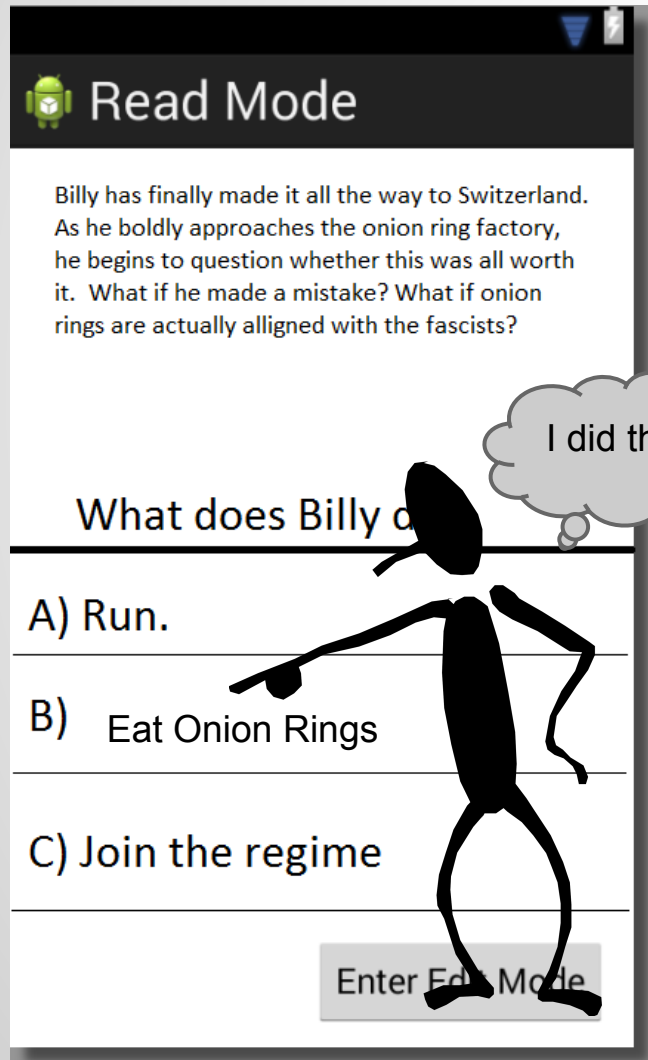 Read Mode
Billy has finally made it all the way to Switzerland.
As he boldly approaches the onion ring factory,
he begins to question whether this was all worth
it.  What if he made a mistake? What if onion
rings are actually alligned with the fascists?
I did
What does Billy
A) Run.
B) Eat Onion Rings
C) Join the regime
Enter Edit Mode